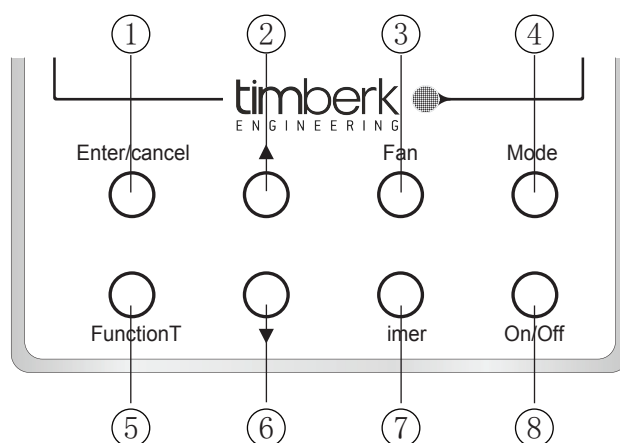 ① ② ③ ④
timberk
ENGINEERING
Enter/cancel ▲ Fan Mode
FunctionT ▼ imer On/Off
⑤ ⑥ ⑦ ⑧